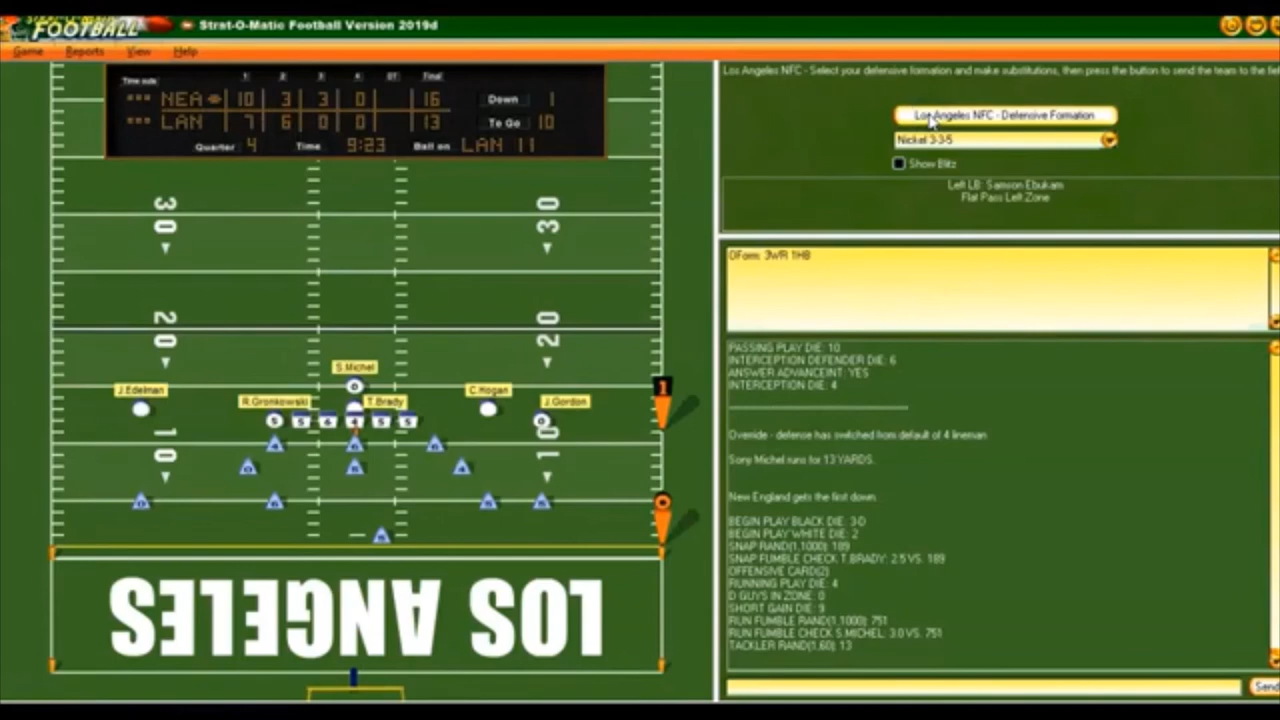 FOOTBALL
Strat-O-Matic Football Version 2019d
Game Reports View Help
Time outs 1 2 3 4 OT Final
*** NEA 10 3 3 0 16 Down 1
*** LAN 7 6 0 0 13 To Go 10
Quarter 4 Time 9:23 Ball on LAN 11
Los Angeles NFC - Select your defensive formation and make substitutions, then press the button to send the team to the fie
Los Angeles NFC - Defensive Formation
Nickel 3-3-5
Show Blitz
Left LB: Samson Ebukam
Flat Pass Left Zone
OForm: 3WR 1HB
30 30
20 20
S.Michel
J.Edelman C.Hogan
R.Gronkowski T.Brady J.Gordon
1
10 10
LOS ANGELES
PASSING PLAY DIE: 10
INTERCEPTION DEFENDER DIE: 6
ANSWER ADVANCEINT: YES
INTERCEPTION DIE: 4
Override - defense has switched from default of 4 lineman
Sony Michel runs for 13 YARDS.
New England gets the first down.
BEGIN PLAY BLACK DIE: 3-D
BEGIN PLAY WHITE DIE: 2
SNAP RAND(1,1000): 189
SNAP FUMBLE CHECK T.BRADY: 2.5 VS. 189
OFFENSIVE CARD(2)
RUNNING PLAY DIE: 4
D GUYS IN ZONE: 0
SHORT GAIN DIE: 9
RUN FUMBLE RAND(1,1000): 751
RUN FUMBLE CHECK S.MICHEL: 3.0 VS. 751
TACKLER RAND(1,60): 13
Send